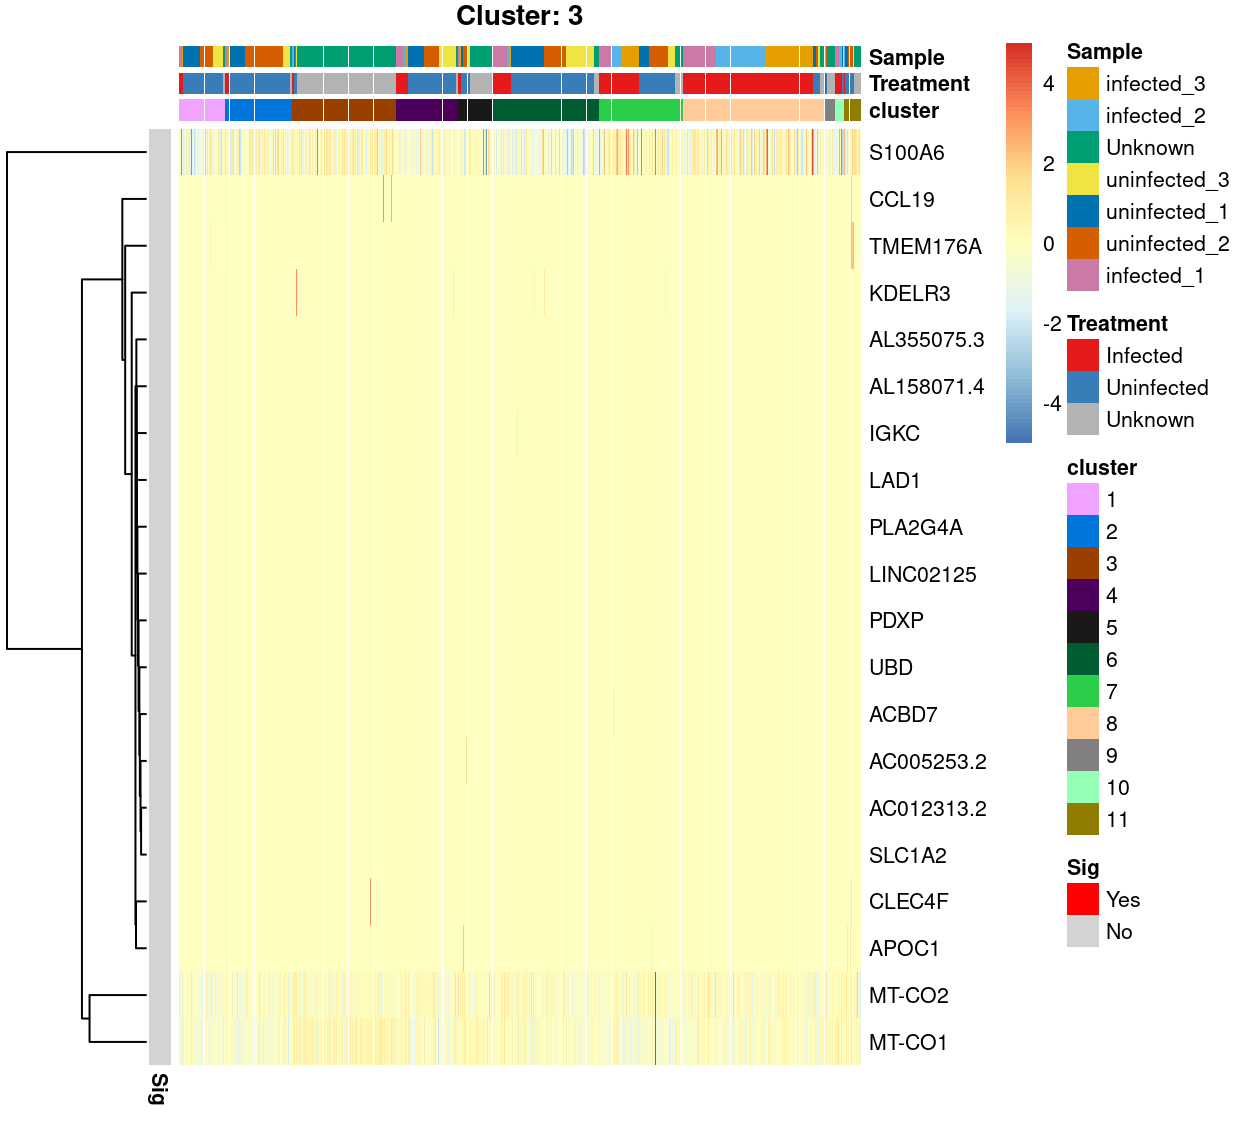 Cluster: 3
Sample
Treatment
cluster
S100A6
CCL19
TMEM176A
KDELR3
AL355075.3
AL158071.4
IGKC
LAD1
PLA2G4A
LINC02125
PDXP
UBD
ACBD7
AC005253.2
AC012313.2
SLC1A2
CLEC4F
APOC1
MT-CO2
MT-CO1
Sig
4
2
0
-2
-4
Sample
infected_3
infected_2
Unknown
uninfected_3
uninfected_1
uninfected_2
infected_1
Treatment
Infected
Uninfected
Unknown
cluster
1
2
3
4
5
6
7
8
9
10
11
Sig
Yes
No